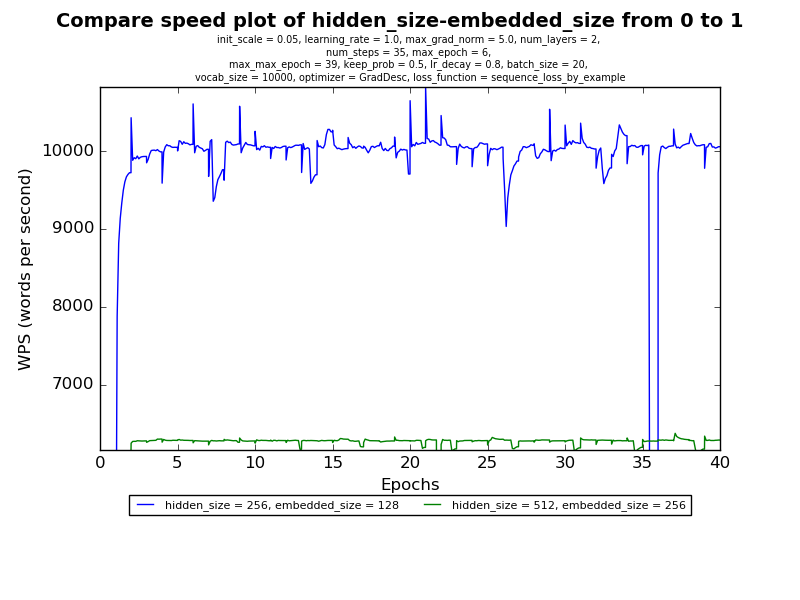 Compare speed plot of hidden_size-embedded_size from 0 to 1
init_scale = 0.05, learning_rate = 1.0, max_grad_norm = 5.0, num_layers = 2,
num_steps = 35, max_epoch = 6,
max_max_epoch = 39, keep_prob = 0.5, lr_decay = 0.8, batch_size = 20,
vocab_size = 10000, optimizer = GradDesc, loss_function = sequence_loss_by_example
WPS (words per second)
10000
9000
8000
7000
0 5 10 15 20 25 30 35 40
Epochs
hidden_size = 256, embedded_size = 128 hidden_size = 512, embedded_size = 256